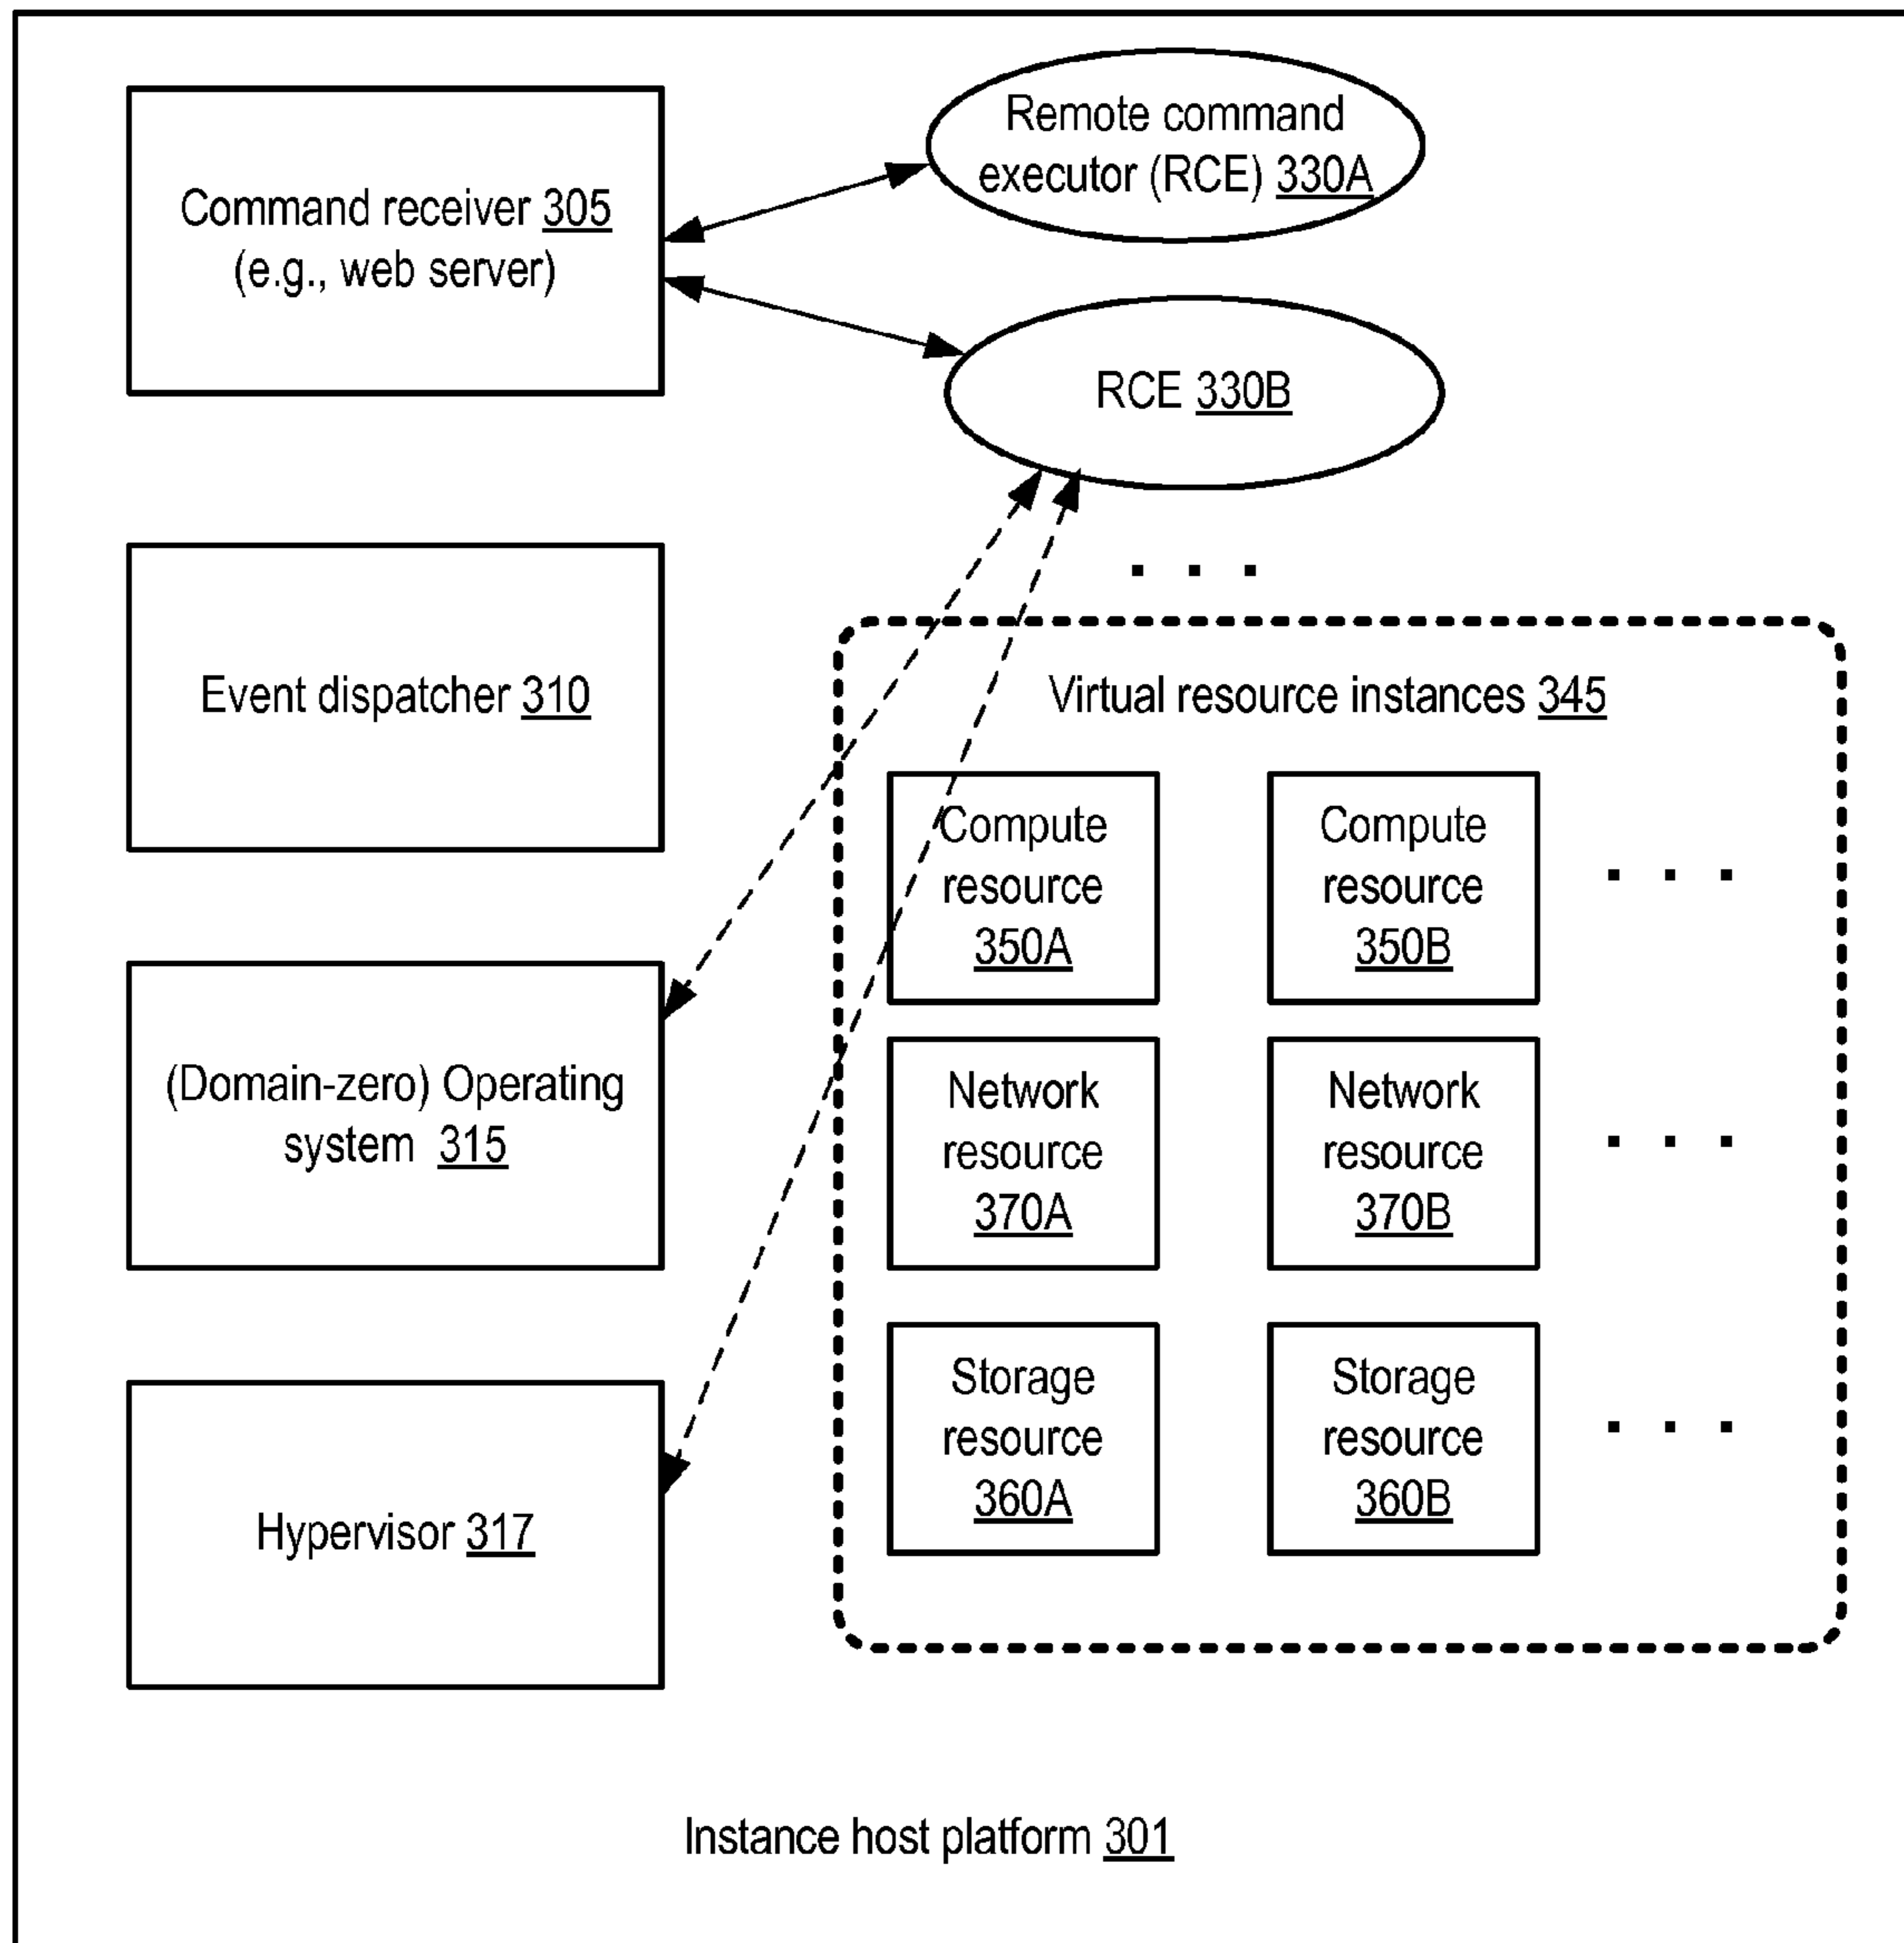 Command receiver 305
(e.g., web server)
Remote command
executor (RCE) 330A
RCE 330B
. . .
Event dispatcher 310
(Domain-zero) Operating
system 315
Hypervisor 317
Virtual resource instances 345
Compute
resource
350A
Compute
resource
350B
. . .
Network
resource
370A
Network
resource
370B
. . .
Storage
resource
360A
Storage
resource
360B
. . .
Instance host platform 301